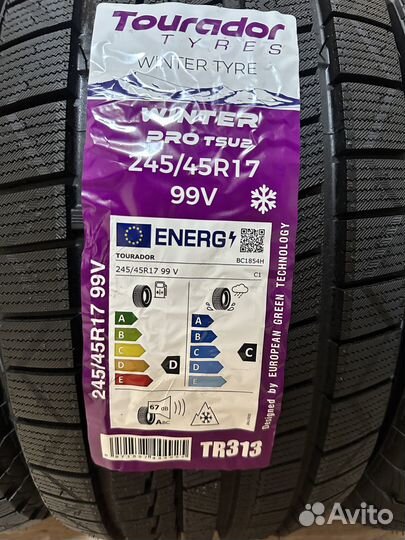 Tourador
TYRES
WINTER TYRE
WINTER
PRO TSU2
245/45R17
99V
ENERG
TOURADOR
BC1854H
245/45R17 99 V
C1
A
B
C
D
E
D
A
B
C
D
E
C
67 dB
ABC
TR313
245/45R17 99V
Designed by EUROPEAN GREEN TECHNOLOGY
Avito